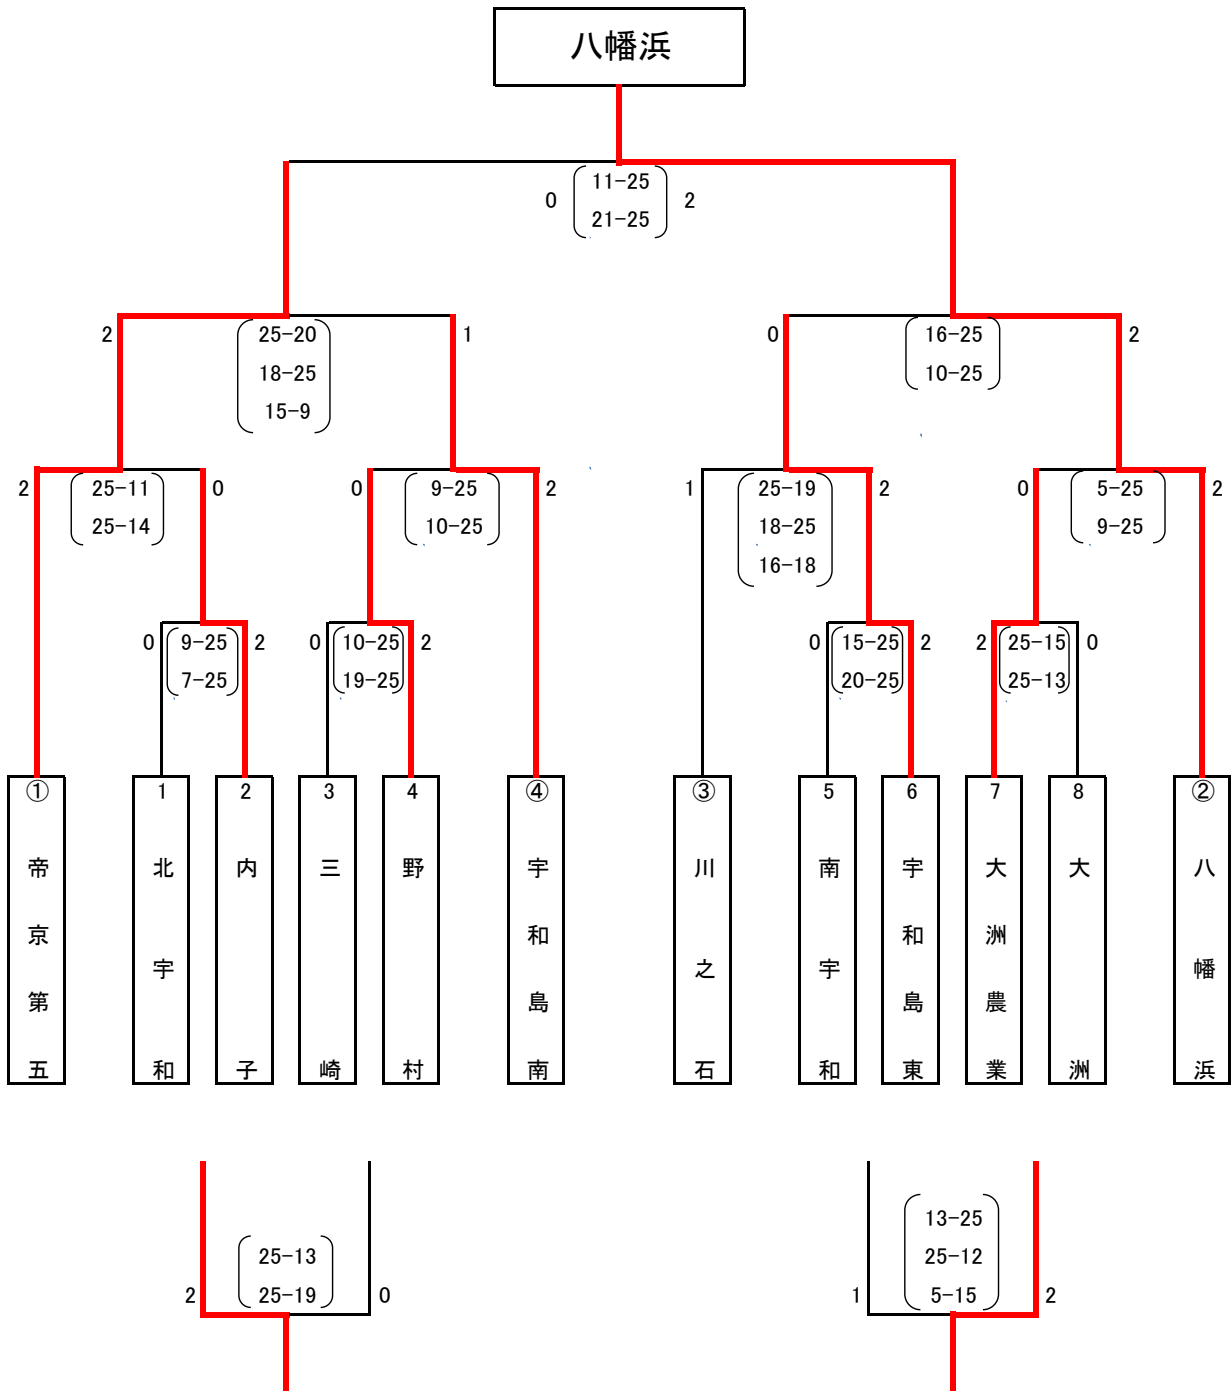 八幡浜
0 11-25 2
21-25
2 25-20 1
18-25
15-9
0 16-25 2
10-25
2 25-11 0
25-14
0 9-25 2
10-25
1 25-19 2
18-25
16-18
0 5-25 2
9-25
0 9-25 2
7-25
0 10-25 2
19-25
0 15-25 2
20-25
2 25-15 0
25-13
① 帝京第五
1 北宇和
2 内子
3 三崎
4 野村
④ 宇和島南
③ 川之石
5 南宇和
6 宇和島東
7 大洲農業
8 大洲
② 八幡浜
25-13
2 25-19 0
13-25
25-12
1 5-15 2